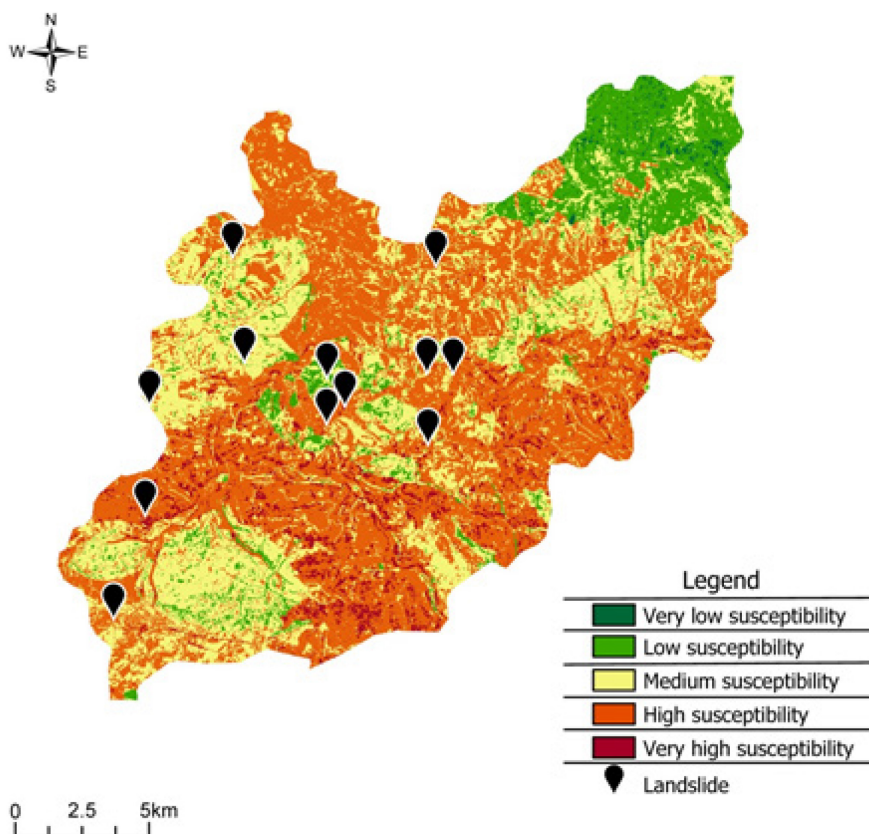 N
W E
S
Legend
Very low susceptibility
Low susceptibility
Medium susceptibility
High susceptibility
Very high susceptibility
Landslide
0 2.5 5km